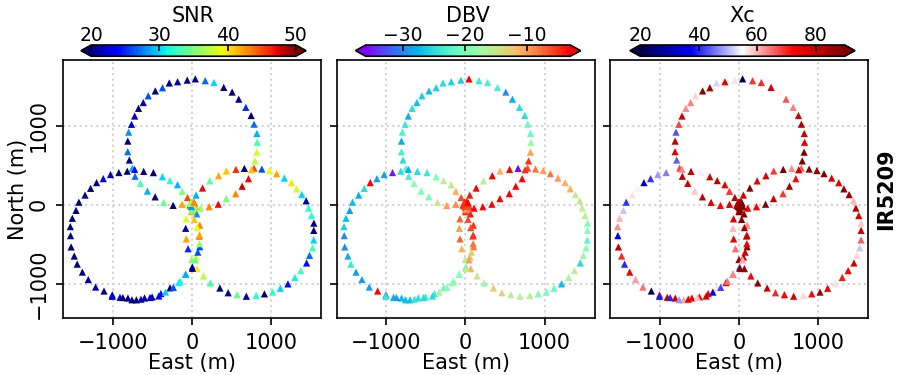 SNR DBV Xc
20 30 40 50 −30 −20 −10 20 40 60 80
North (m)
1000
0
−1000
IR5209
−1000 0 1000 −1000 0 1000 −1000 0 1000
East (m) East (m) East (m)